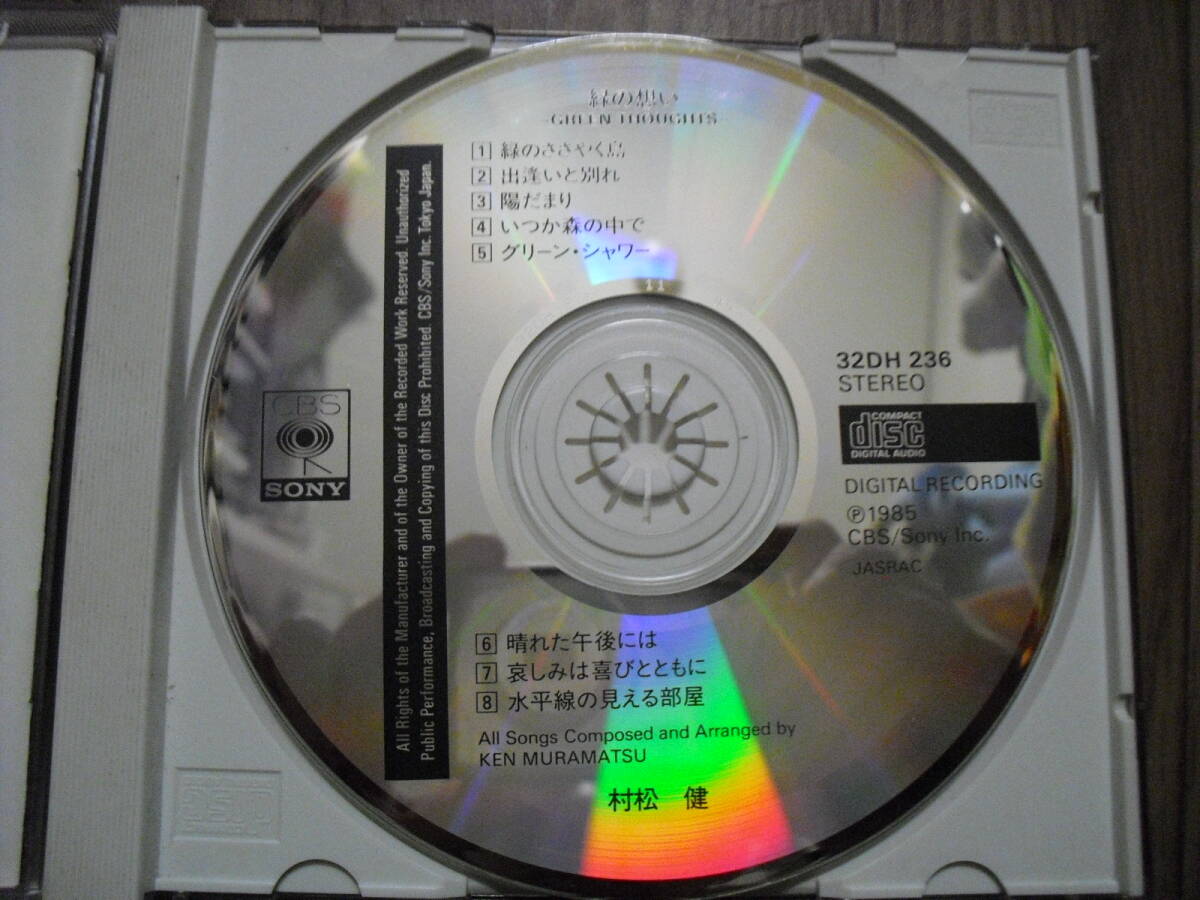 緑の想い
-GREEN THOUGHTS-
1 緑のささやく島
2 出逢いと別れ
3 陽だまり
4 いつか森の中で
5 グリーン・シャワー
11
All Rights of the Manufacturer and of the Owner of the Recorded Work Reserved. Unauthorized
Public Performance, Broadcasting and Copying of this Disc Prohibited. CBS/Sony Inc. Tokyo Japan.
CBS
SONY
32DH 236
STEREO
COMPACT
disc
DIGITAL AUDIO
DIGITAL RECORDING
Ⓟ1985
CBS/Sony Inc.
JASRAC
6 晴れた午後には
7 哀しみは喜びとともに
8 水平線の見える部屋
All Songs Composed and Arranged by
KEN MURAMATSU
村松 健